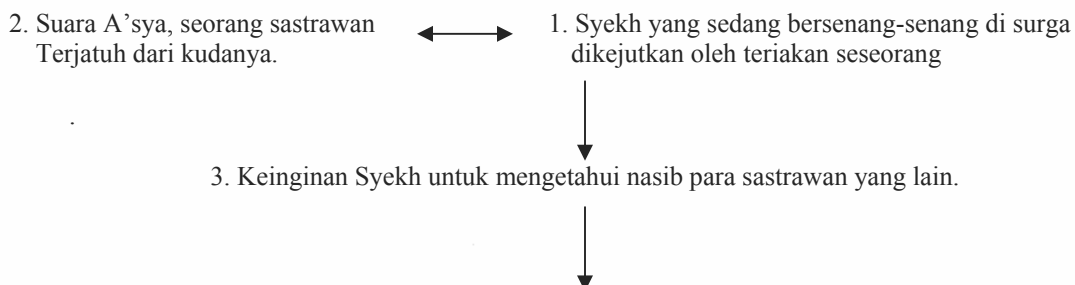 2. Suara A’sya, seorang sastrawan
Terjatuh dari kudanya.
1. Syekh yang sedang bersenang-senang di surga
dikejutkan oleh teriakan seseorang
.
3. Keinginan Syekh untuk mengetahui nasib para sastrawan yang lain.